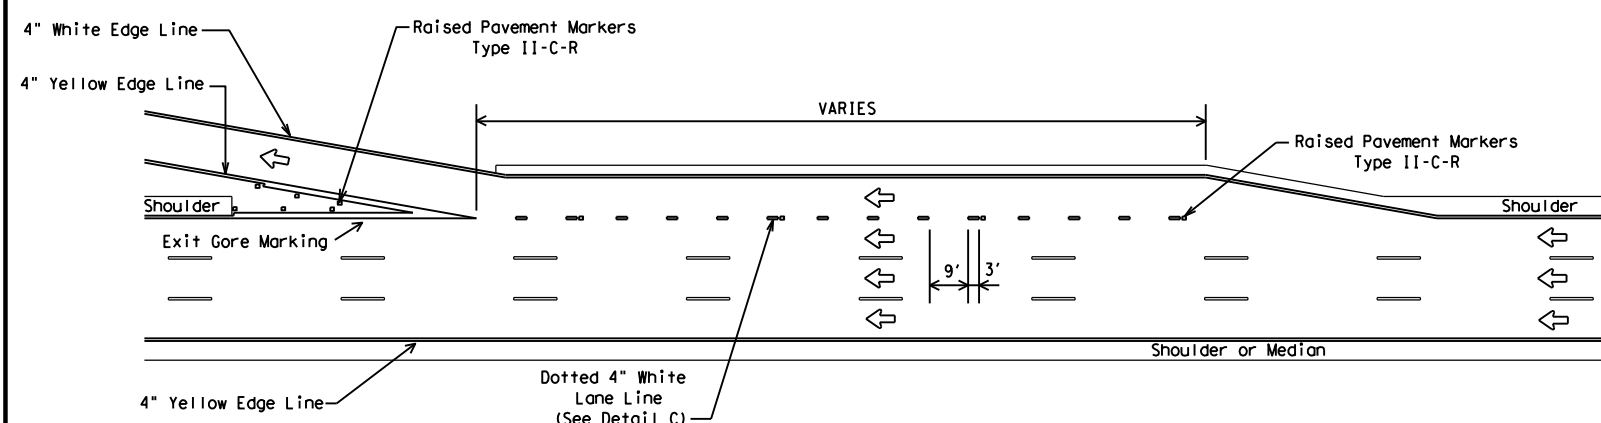 4" White Edge Line
Raised Pavement Markers
Type II-C-R
4" Yellow Edge Line
VARIES
Raised Pavement Markers
Type II-C-R
Shoulder
Shoulder
Exit Gore Marking
9'
3'
Shoulder or Median
Dotted 4" White
Lane Line
(See Detail C)
4" Yellow Edge Line